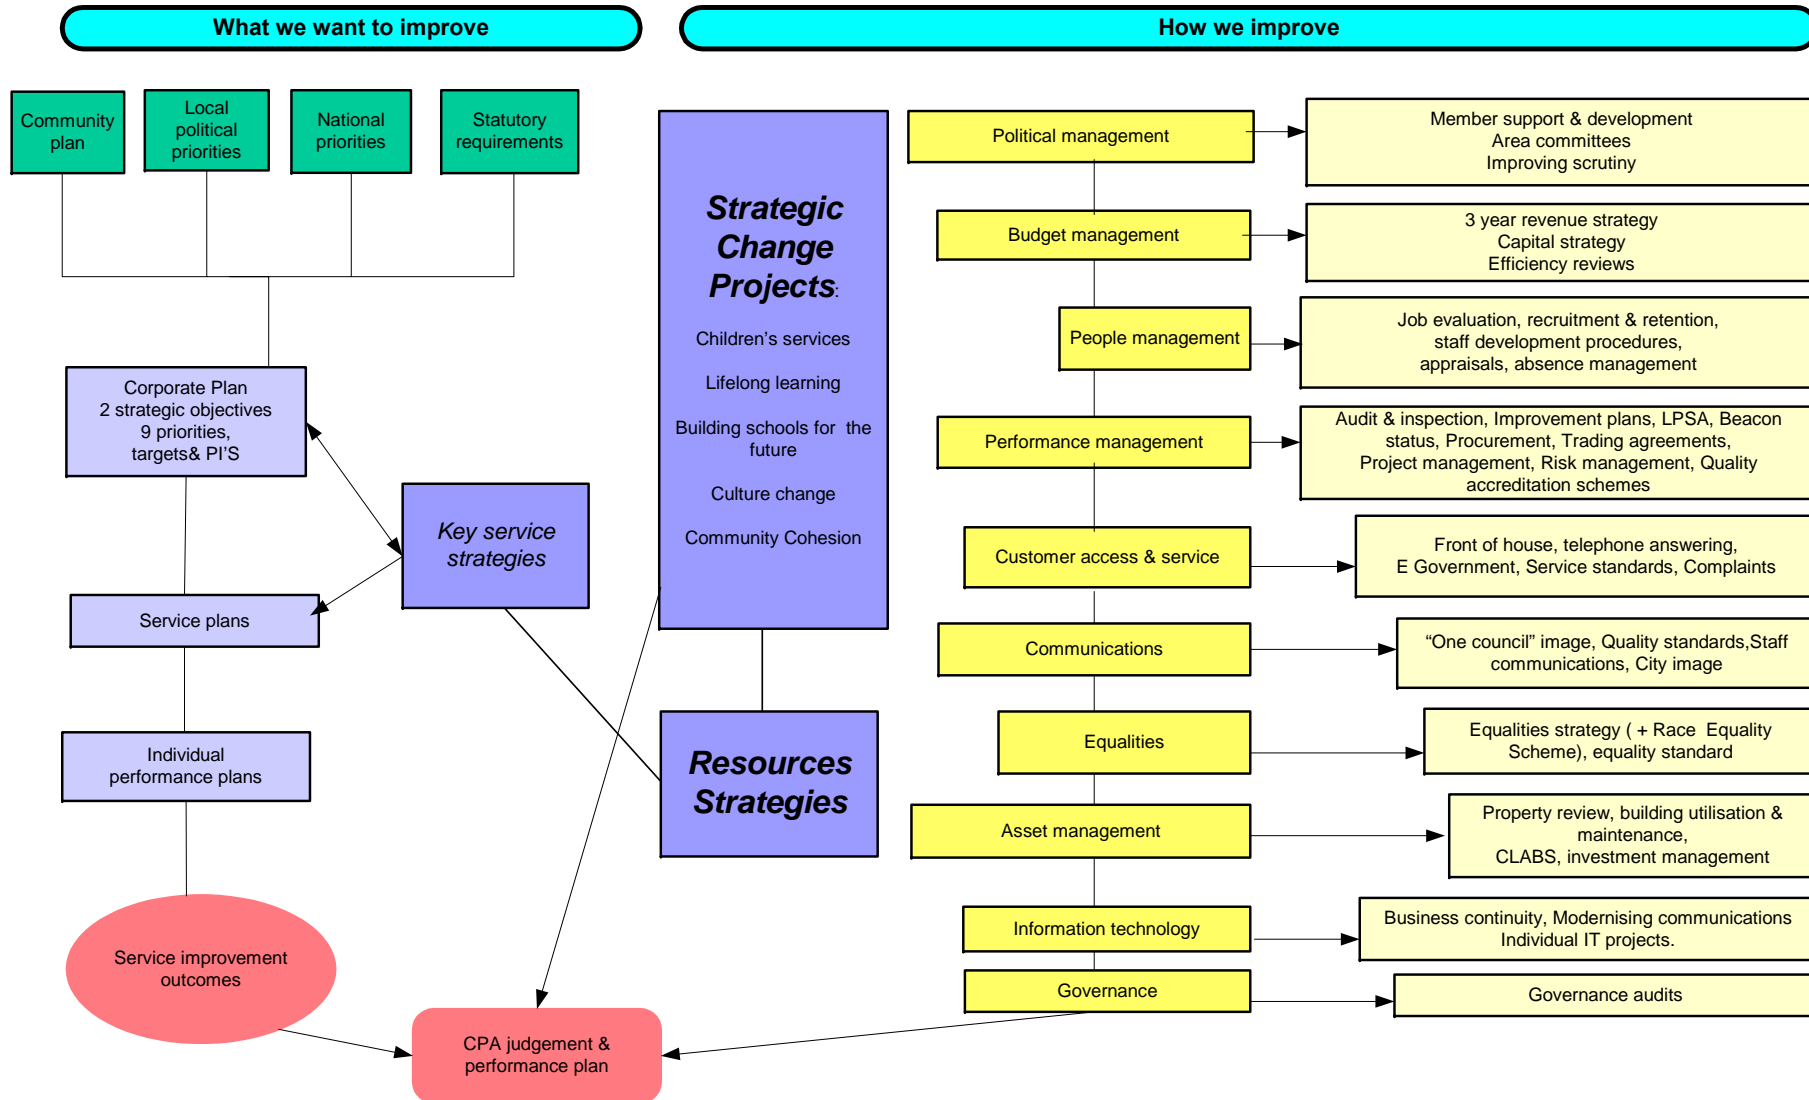 What we want to improve
How we improve
Community
plan
Local
political
priorities
National
priorities
Statutory
requirements
Corporate Plan
2 strategic objectives
9 priorities,
targets& PI'S
Key service
strategies
Service plans
Individual
performance plans
Service improvement
outcomes
CPA judgement &
performance plan
Strategic
Change
Projects:
Children’s services
Lifelong learning
Building schools for the
future
Culture change
Community Cohesion
Resources
Strategies
Political management
Member support & development
Area committees
Improving scrutiny
Budget management
3 year revenue strategy
Capital strategy
Efficiency reviews
People management
Job evaluation, recruitment & retention,
staff development procedures,
appraisals, absence management
Performance management
Audit & inspection, Improvement plans, LPSA, Beacon
status, Procurement, Trading agreements,
Project management, Risk management, Quality
accreditation schemes
Customer access & service
Front of house, telephone answering,
E Government, Service standards, Complaints
Communications
“One council” image, Quality standards,Staff
communications, City image
Equalities
Equalities strategy ( + Race Equality
Scheme), equality standard
Asset management
Property review, building utilisation &
maintenance,
CLABS, investment management
Information technology
Business continuity, Modernising communications
Individual IT projects.
Governance
Governance audits